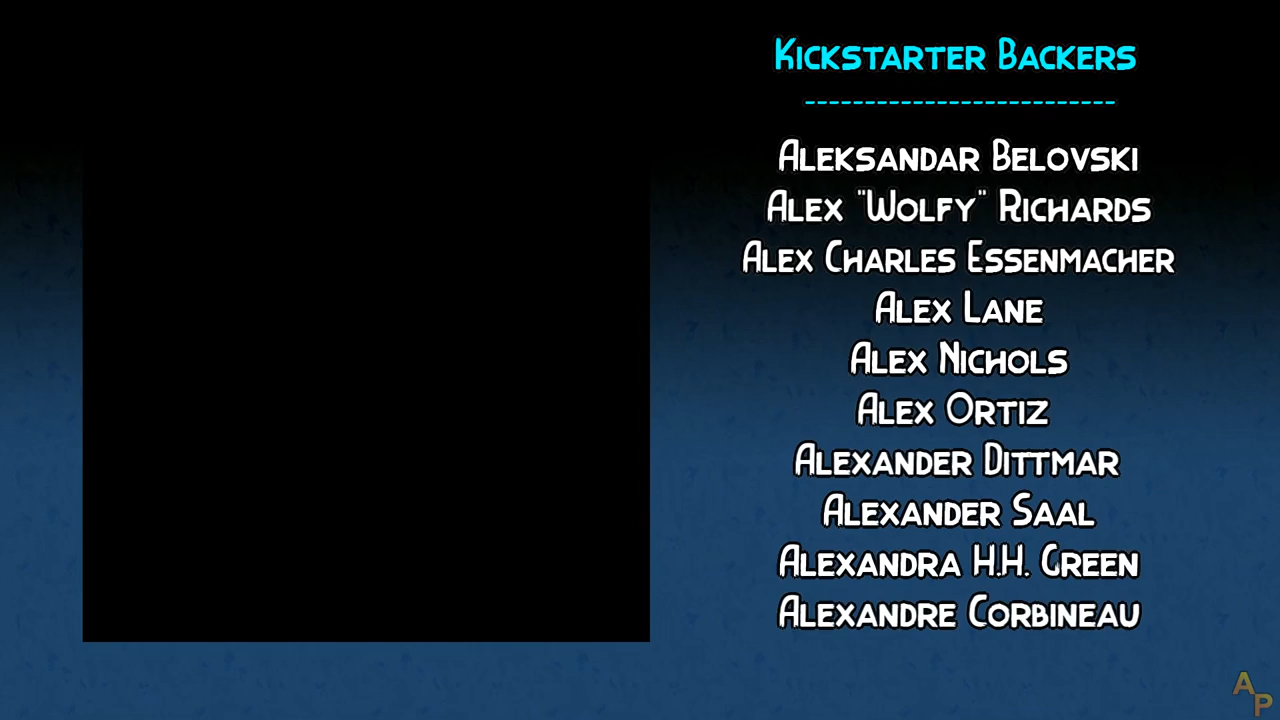 Kickstarter Backers
--------------------------
Aleksandar Belovski
Alex "Wolfy" Richards
Alex Charles Essenmacher
Alex Lane
Alex Nichols
Alex Ortiz
Alexander Dittmar
Alexander Saal
Alexandra H.H. Green
Alexandre Corbineau
AP